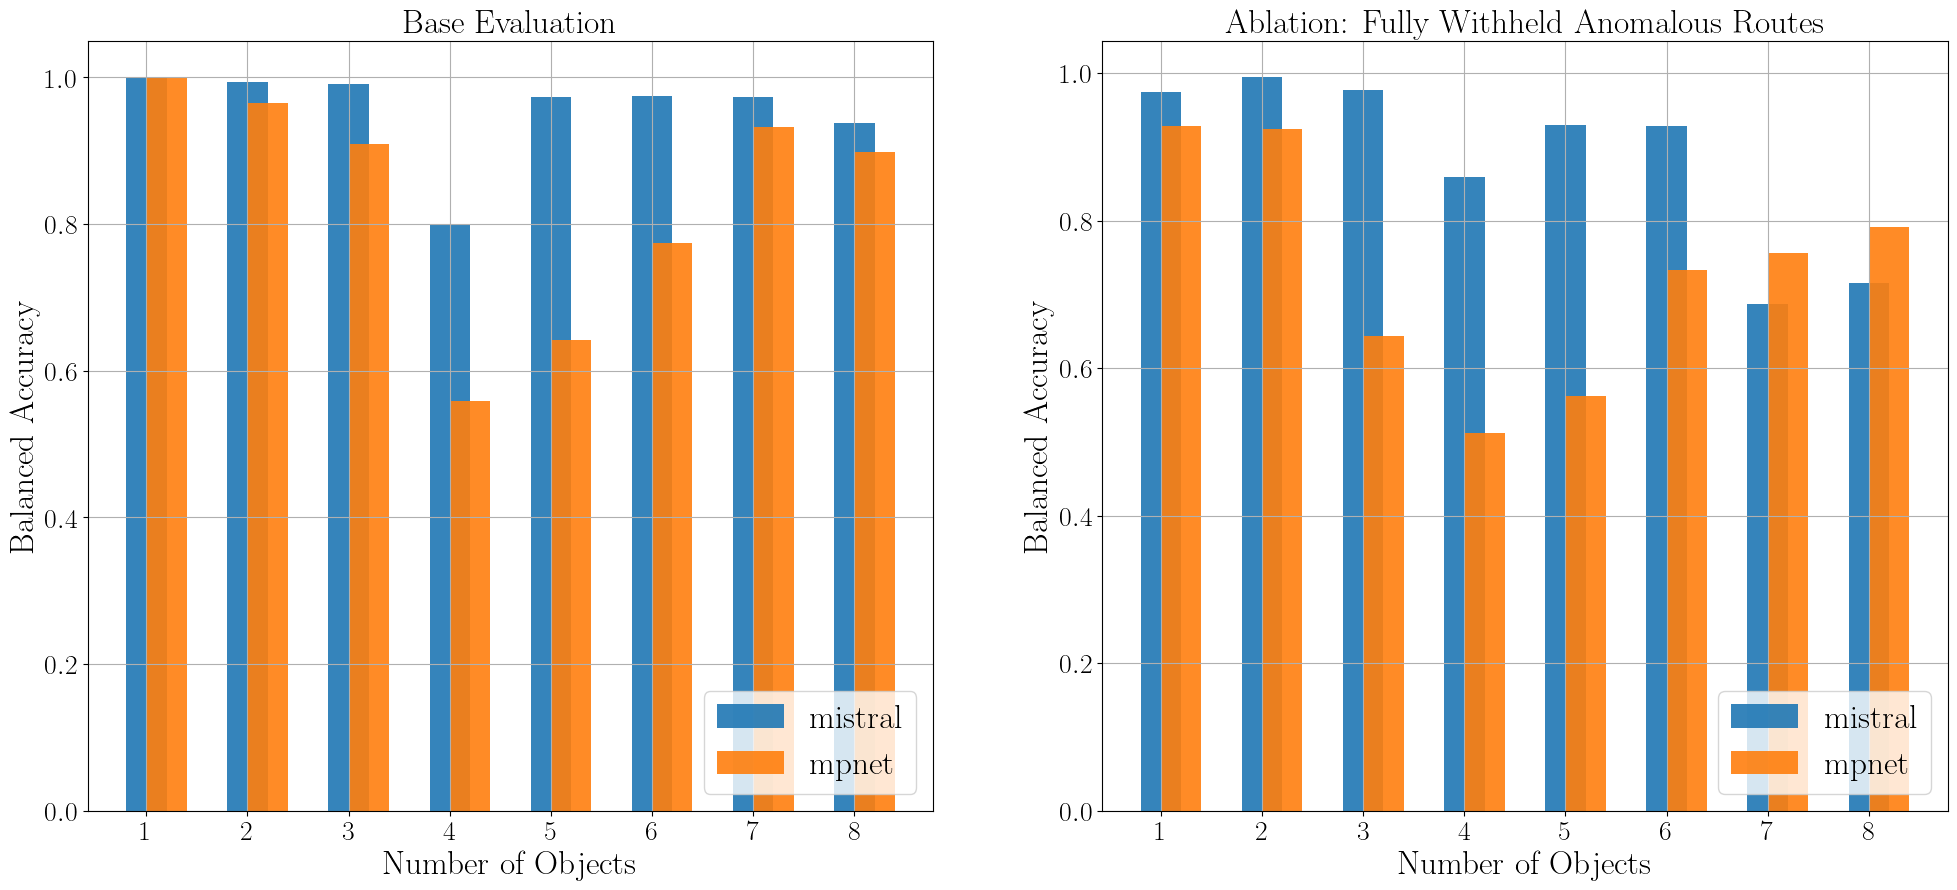 Base Evaluation
Balanced Accuracy
1.0
0.8
0.6
0.4
0.2
0.0
1 2 3 4 5 6 7 8
Number of Objects
mistral
mpnet
Ablation: Fully Withheld Anomalous Routes
Balanced Accuracy
1.0
0.8
0.6
0.4
0.2
0.0
1 2 3 4 5 6 7 8
Number of Objects
mistral
mpnet